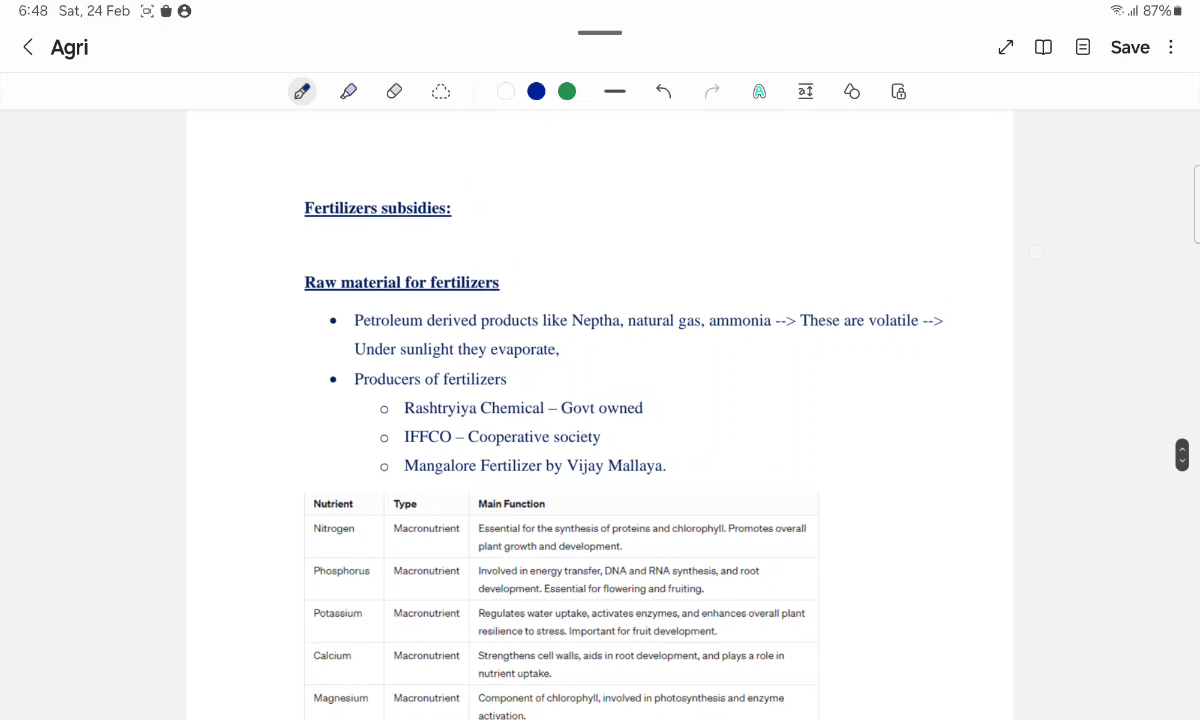 6:48 Sat, 24 Feb 87%
Agri Save
Fertilizers subsidies:
Raw material for fertilizers
• Petroleum derived products like Neptha, natural gas, ammonia --> These are volatile -->
Under sunlight they evaporate,
• Producers of fertilizers
o Rashtryiya Chemical – Govt owned
o IFFCO – Cooperative society
o Mangalore Fertilizer by Vijay Mallaya.
Nutrient Type Main Function
Nitrogen Macronutrient Essential for the synthesis of proteins and chlorophyll. Promotes overall
plant growth and development.
Phosphorus Macronutrient Involved in energy transfer, DNA and RNA synthesis, and root
development. Essential for flowering and fruiting.
Potassium Macronutrient Regulates water uptake, activates enzymes, and enhances overall plant
resilience to stress. Important for fruit development.
Calcium Macronutrient Strengthens cell walls, aids in root development, and plays a role in
nutrient uptake.
Magnesium Macronutrient Component of chlorophyll, involved in photosynthesis and enzyme
activation.